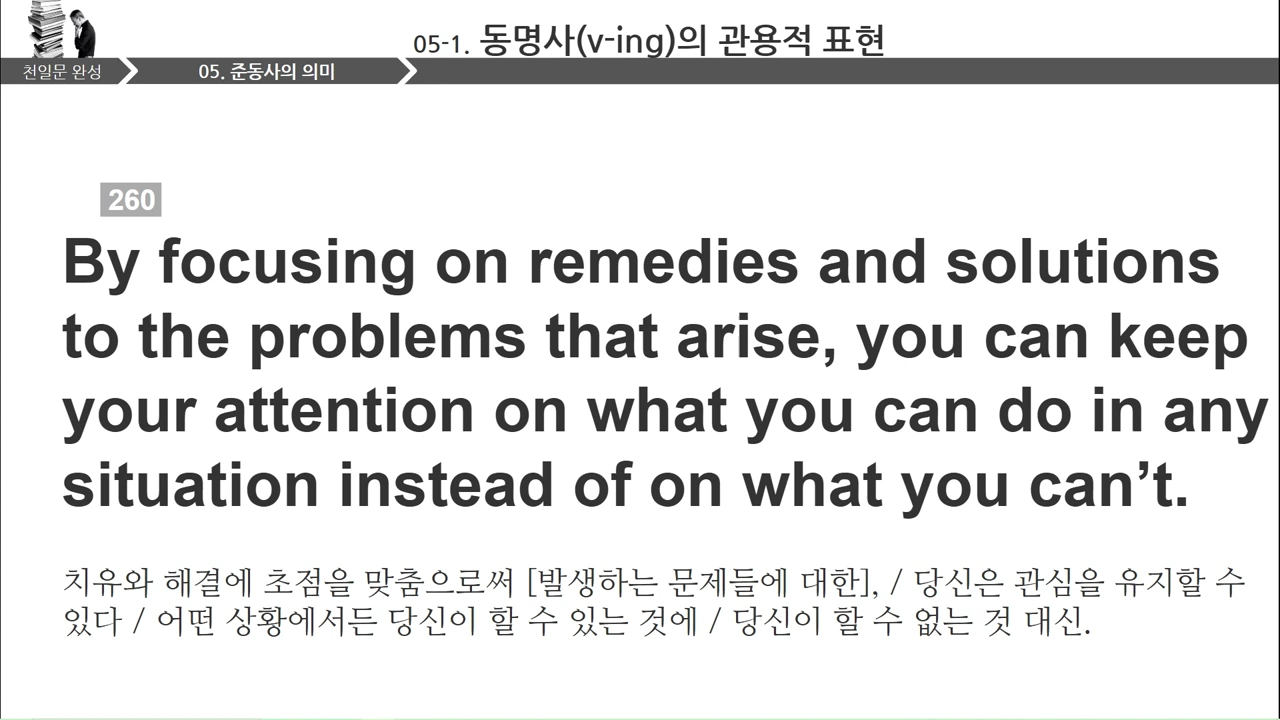 05-1. 동명사(v-ing)의 관용적 표현
천일문 완성
05. 준동사의 의미
260
By focusing on remedies and solutions
to the problems that arise, you can keep
your attention on what you can do in any
situation instead of on what you can’t.
치유와 해결에 초점을 맞춤으로써 [발생하는 문제들에 대한], / 당신은 관심을 유지할 수
있다 / 어떤 상황에서든 당신이 할 수 있는 것에 / 당신이 할 수 없는 것 대신.